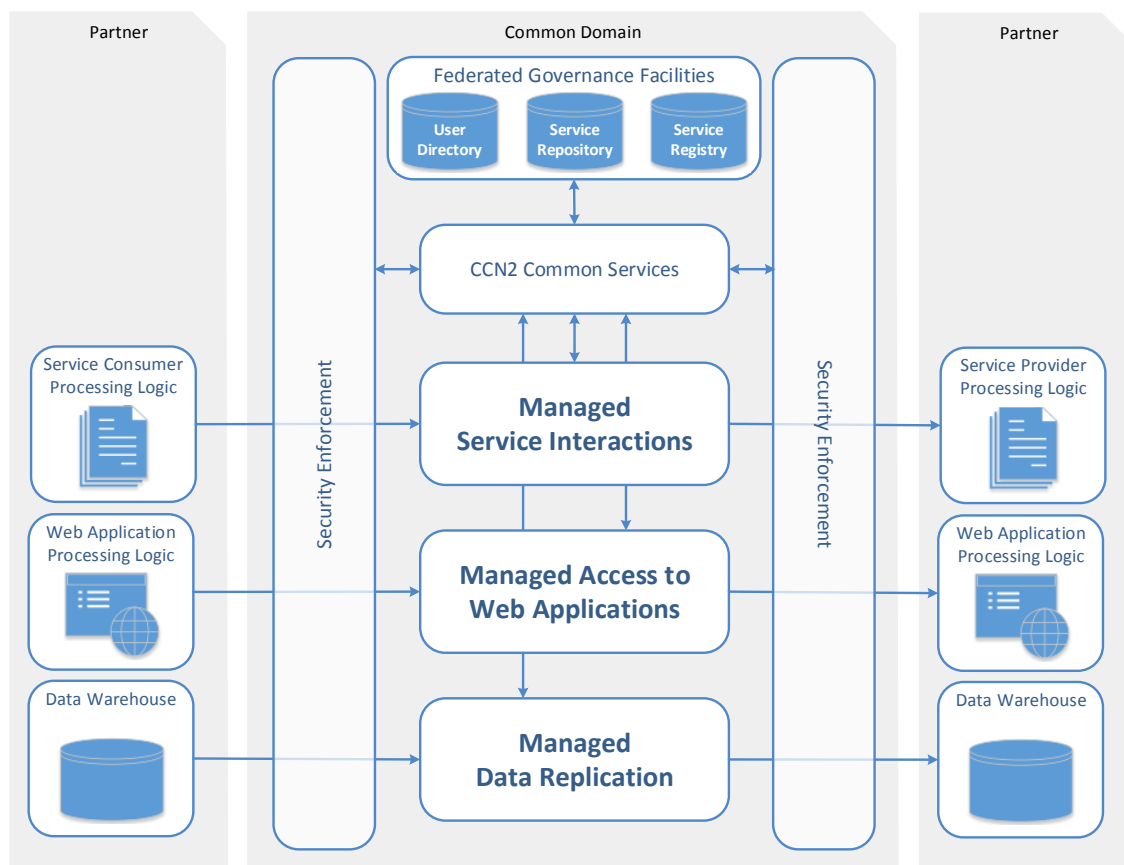 Partner
Common Domain
Partner
Federated Governance Facilities
User
Directory
Service
Repository
Service
Registry
CCN2 Common Services
Security Enforcement
Security Enforcement
Service Consumer
Processing Logic
Managed
Service Interactions
Service Provider
Processing Logic
Web Application
Processing Logic
Managed Access to
Web Applications
Web Application
Processing Logic
Data Warehouse
Managed
Data Replication
Data Warehouse